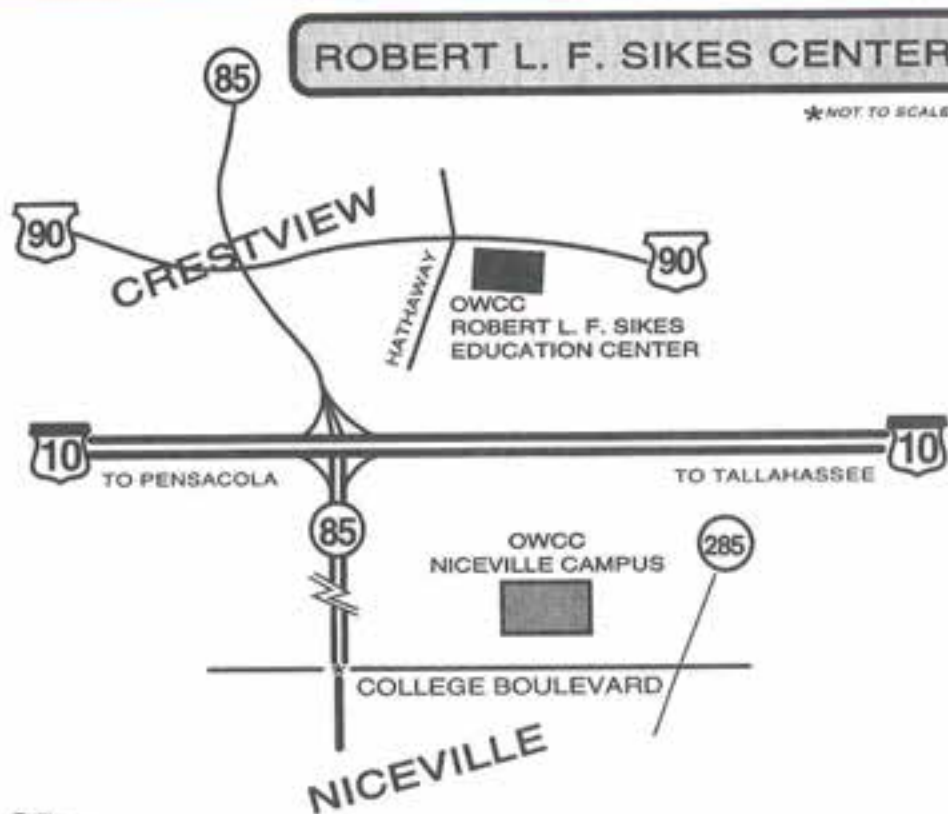 ROBERT L. F. SIKES CENTER
*NOT TO SCALE
85
90
CRESTVIEW
HATHAWAY
90
OWCC
ROBERT L. F. SIKES
EDUCATION CENTER
10
TO PENSACOLA
TO TALLAHASSEE
10
85
OWCC
NICEVILLE CAMPUS
285
COLLEGE BOULEVARD
NICEVILLE